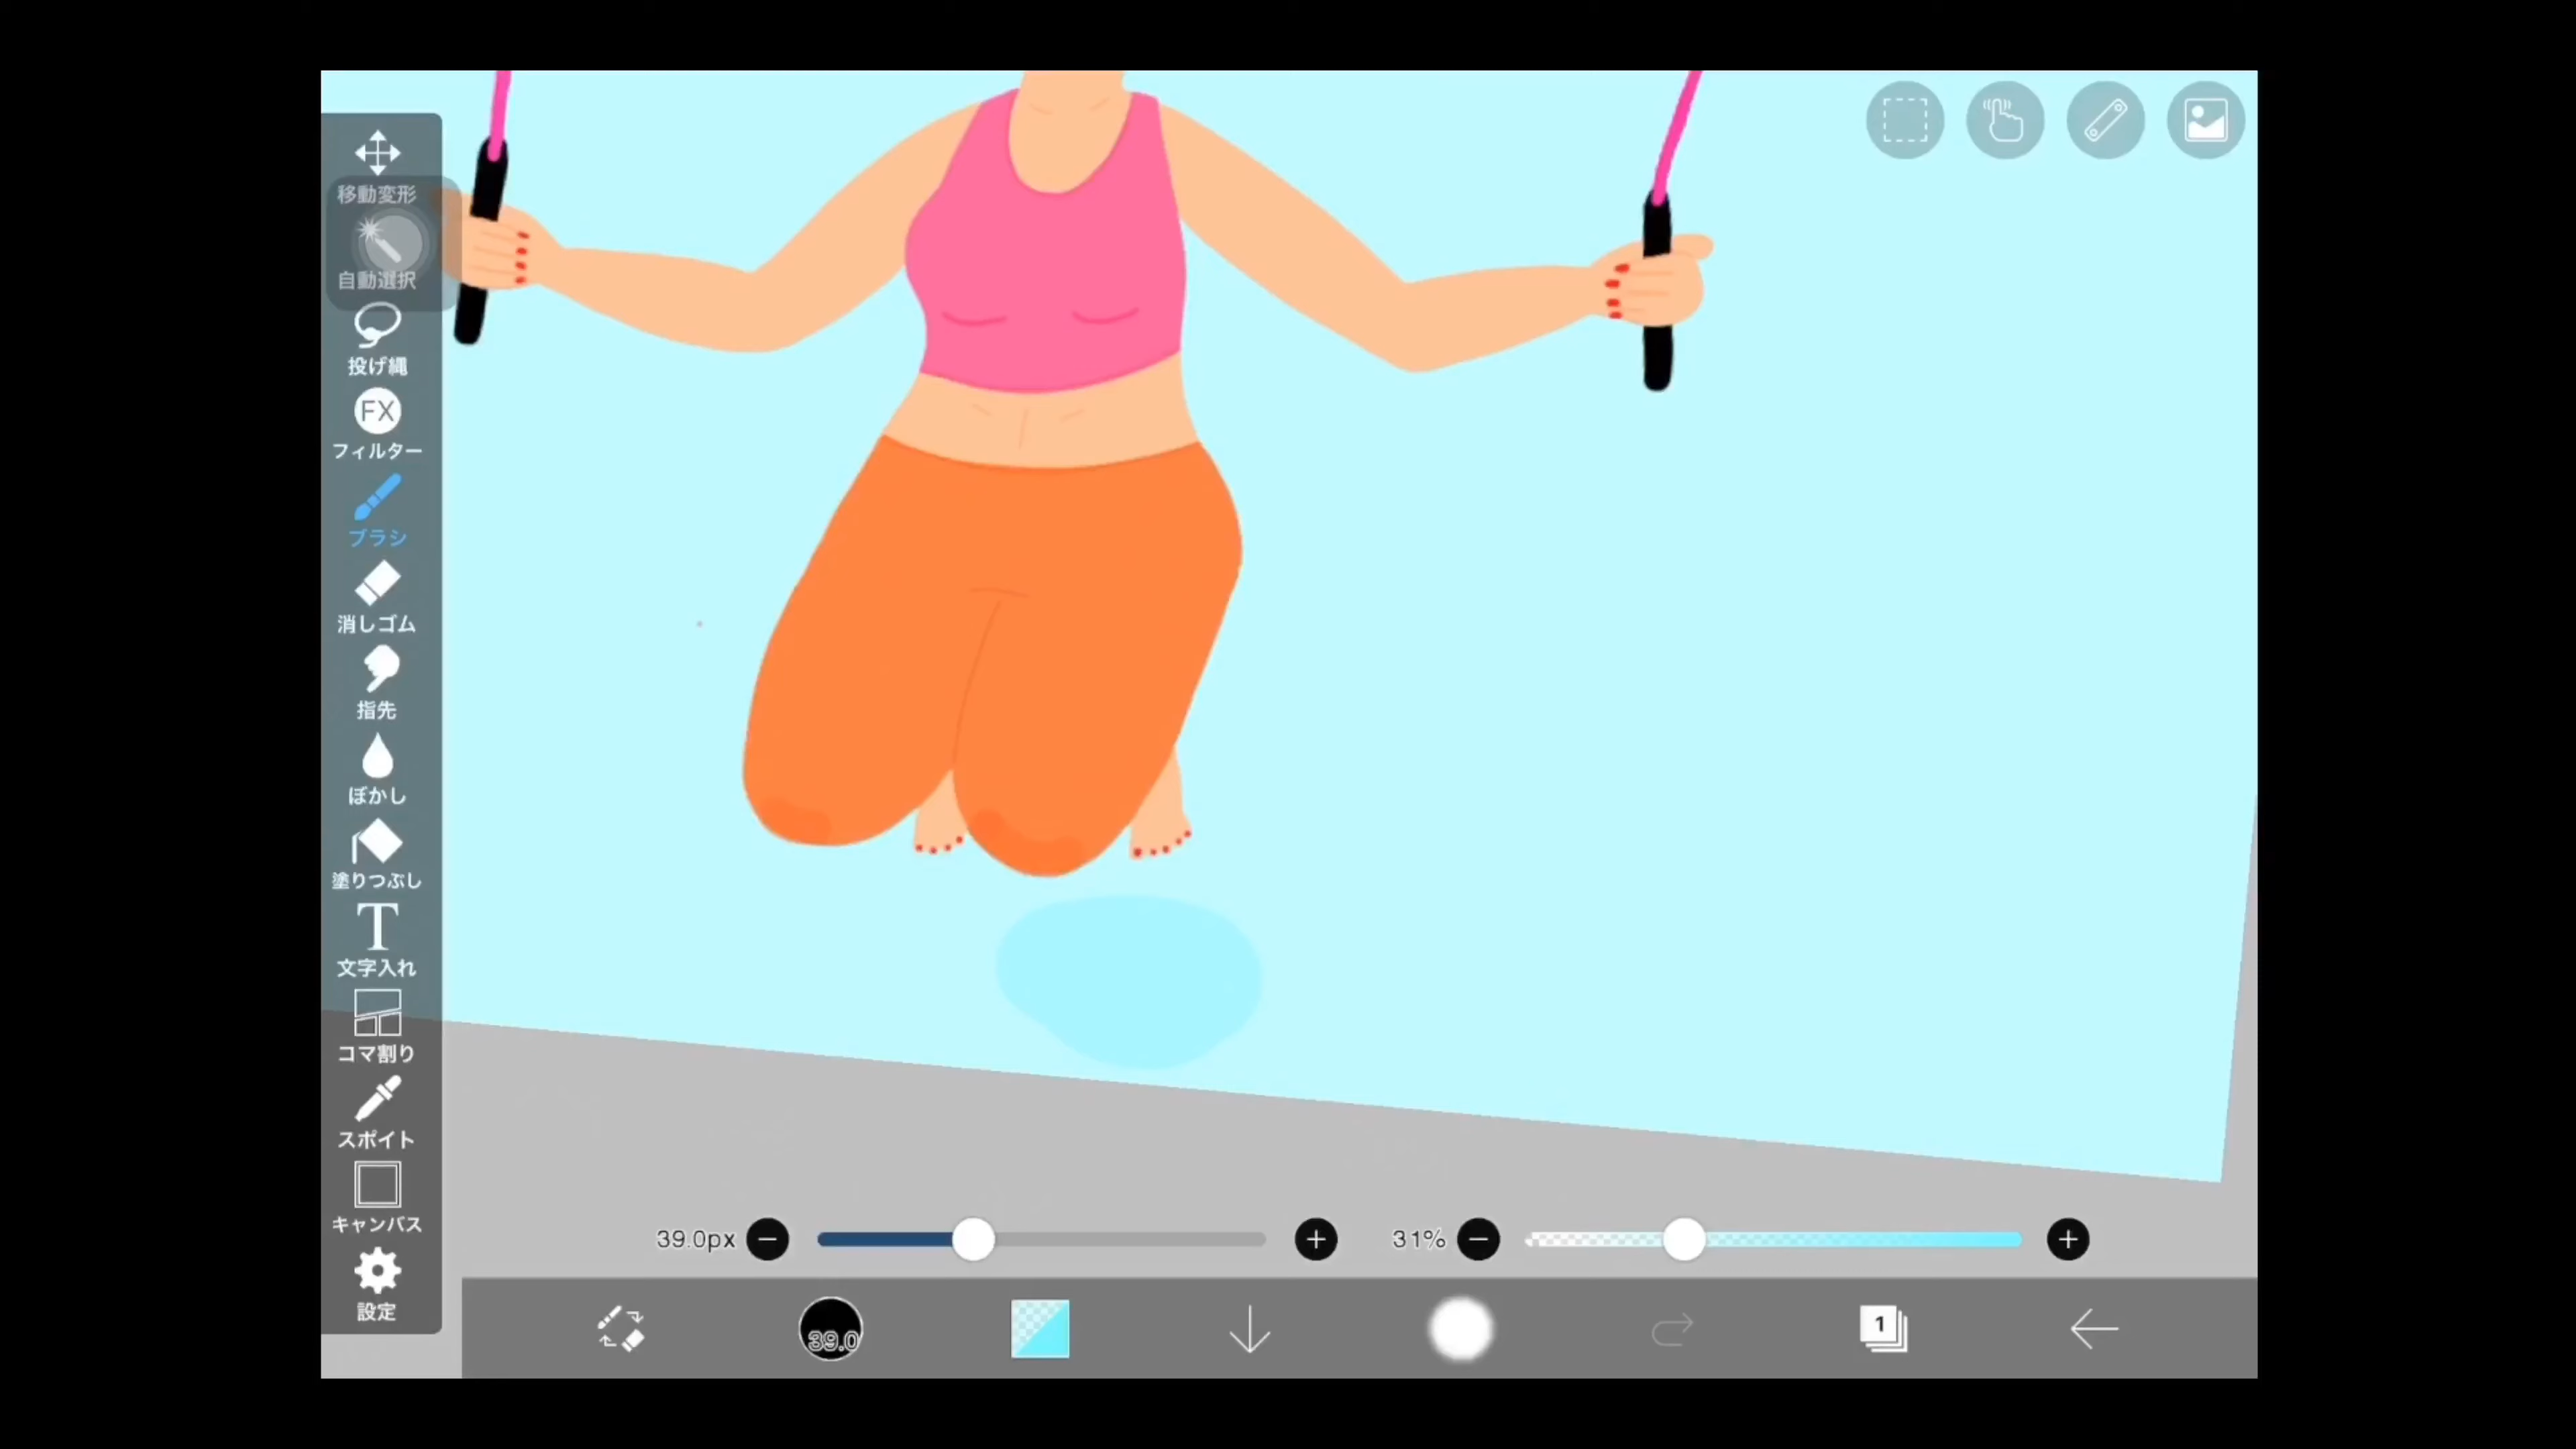 移動変形
自動選択
投げ縄
FX
フィルター
ブラシ
消しゴム
指先
ぼかし
塗りつぶし
T
文字入れ
コマ割り
スポイト
キャンバス
設定
39.0px
31%
39.0
1